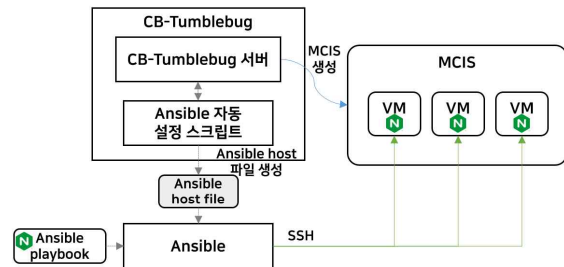 CB-Tumblebug
CB-Tumblebug 서버
MCIS
생성
MCIS
VM
N
VM
N
VM
N
Ansible 자동
설정 스크립트
Ansible host
파일 생성
Ansible
host file
N Ansible
playbook
Ansible
SSH